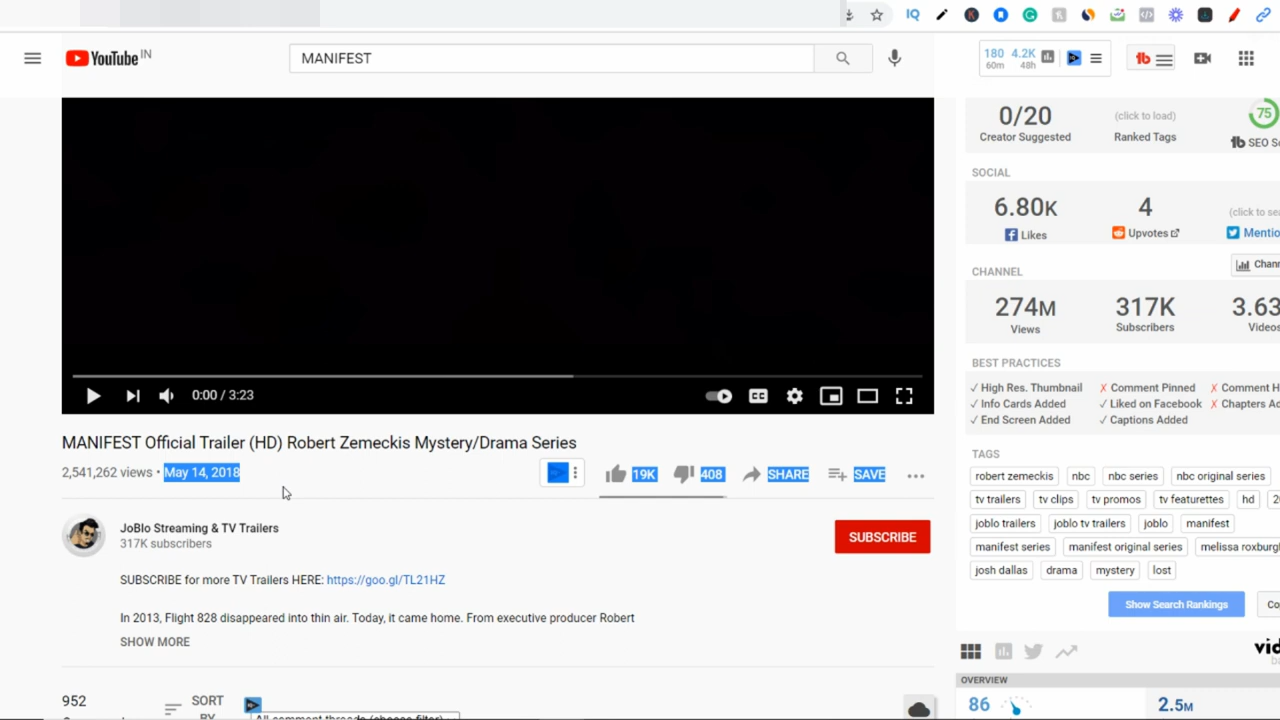 YouTube IN
MANIFEST
180 4.2K
60m 48h
0/20 (click to load) 75
Creator Suggested Ranked Tags SEO
SOCIAL
6.80K 4
Likes Upvotes
CHANNEL
274M 317K 3.63
Views Subscribers Videos
BEST PRACTICES
✓ High Res. Thumbnail ✗ Comment Pinned ✗ Comment
✓ Info Cards Added ✓ Liked on Facebook ✗ Chapters
✓ End Screen Added ✓ Captions Added
0:00 / 3:23
MANIFEST Official Trailer (HD) Robert Zemeckis Mystery/Drama Series
2,541,262 views • May 14, 2018 19K 408 SHARE SAVE
JoBlo Streaming & TV Trailers
317K subscribers
SUBSCRIBE
SUBSCRIBE for more TV Trailers HERE: https://goo.gl/TL21HZ
In 2013, Flight 828 disappeared into thin air. Today, it came home. From executive producer Robert
SHOW MORE
952 SORT
BY
All comment threads (choose filter)
TAGS
robert zemeckis nbc nbc series nbc original series
tv trailers tv clips tv promos tv featurettes hd
joblo trailers joblo tv trailers joblo manifest
manifest series manifest original series melissa roxburg
josh dallas drama mystery lost
Show Search Rankings
OVERVIEW
86 2.5M